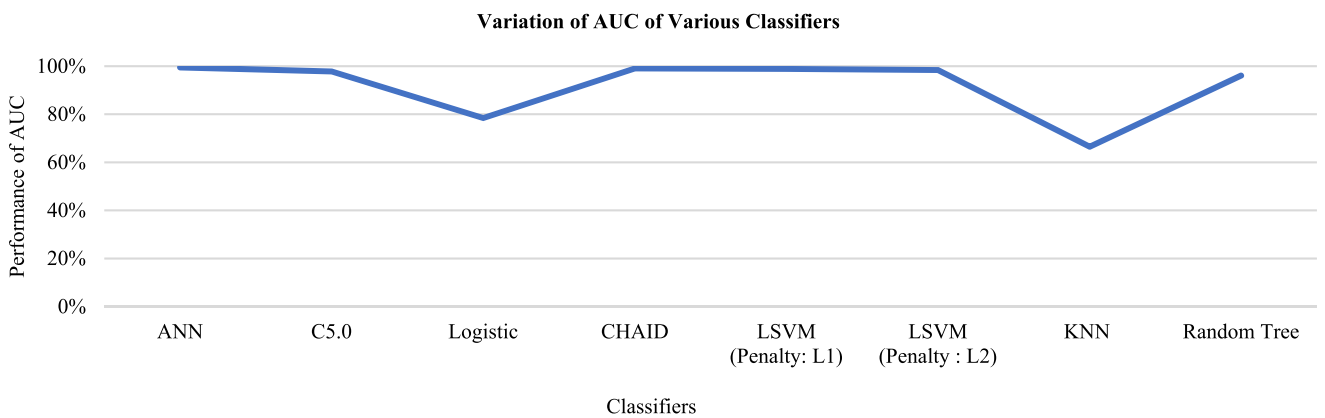 Variation of AUC of Various Classifiers
Performance of AUC
100%
80%
60%
40%
20%
0%
ANN
C5.0
Logistic
CHAID
LSVM
(Penalty: L1)
LSVM
(Penalty : L2)
KNN
Random Tree
Classifiers